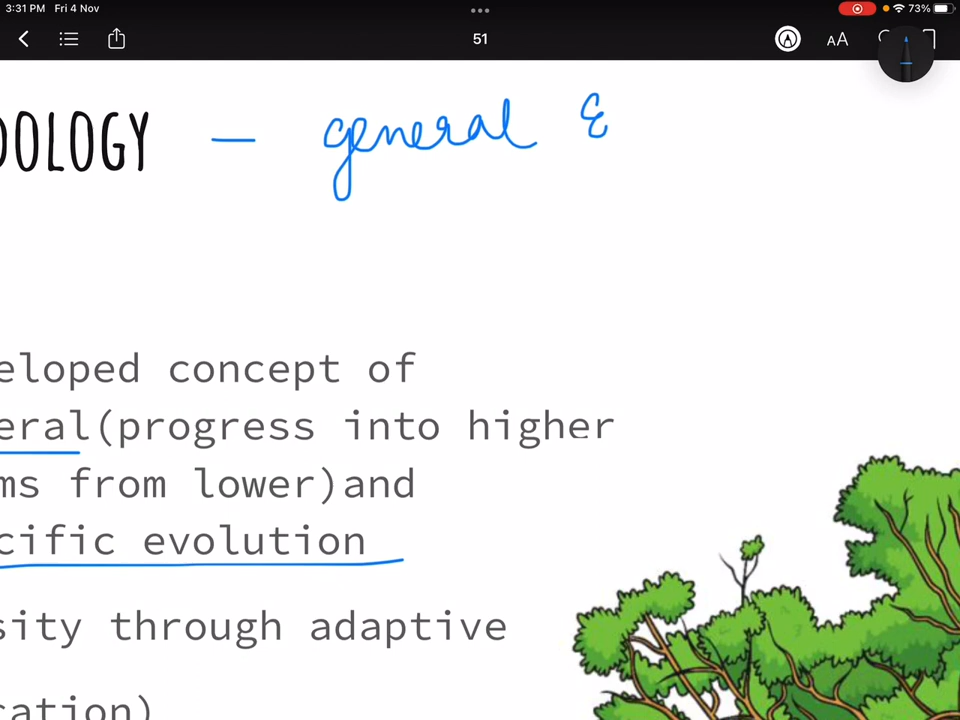 3:31 PM Fri 4 Nov 73%
51 AA
OLOGY — general &
eloped concept of
eral(progress into higher
ms from lower)and
cific evolution
sity through adaptive
cation)